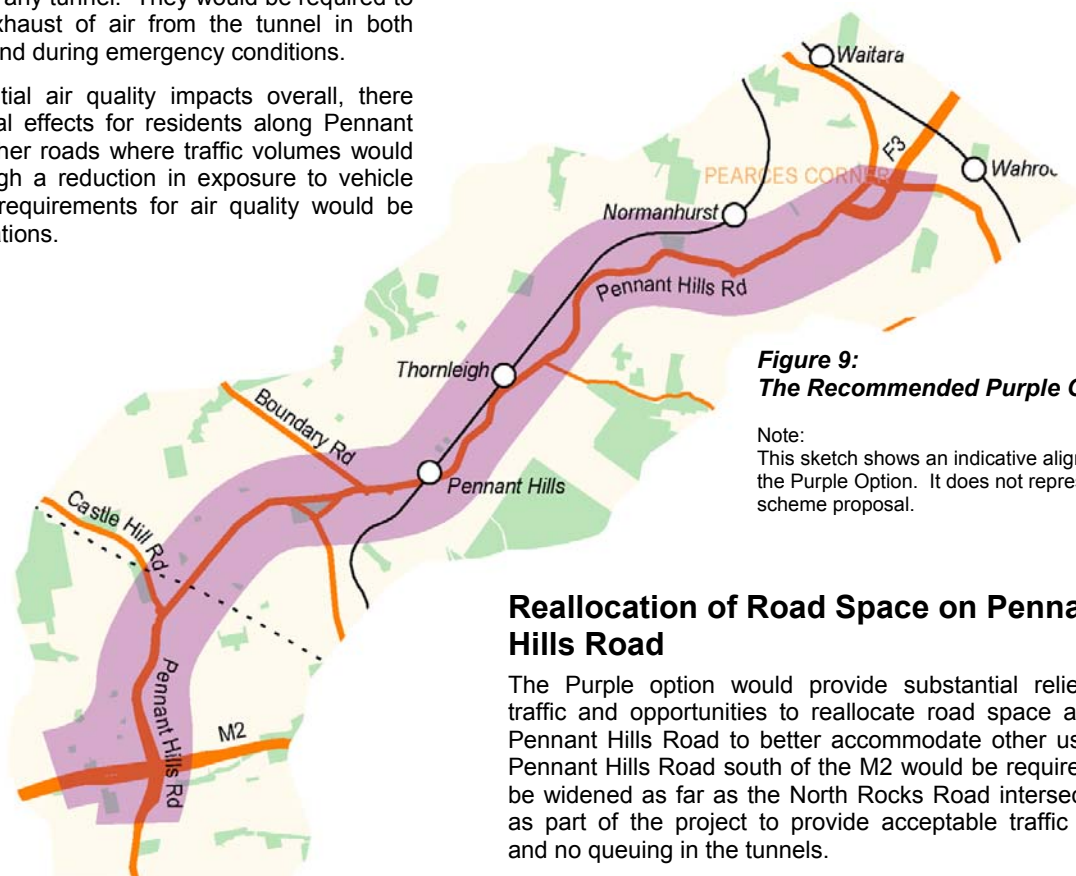 any tunnel. They would be required to
exhaust of air from the tunnel in both
and during emergency conditions.
tial air quality impacts overall, there
al effects for residents along Pennant
her roads where traffic volumes would
gh a reduction in exposure to vehicle
requirements for air quality would be
ations.
Waitara
F3
Wahroo
PEARCES CORNER
Normanhurst
Pennant Hills Rd
Thornleigh
Boundary Rd
Pennant Hills
Castle Hill Rd
Pennant Hills Rd
M2
Figure 9:
The Recommended Purple O
Note:
This sketch shows an indicative align
the Purple Option. It does not repres
scheme proposal.
Reallocation of Road Space on Penna
Hills Road
The Purple option would provide substantial relie
traffic and opportunities to reallocate road space a
Pennant Hills Road to better accommodate other us
Pennant Hills Road south of the M2 would be require
be widened as far as the North Rocks Road intersec
as part of the project to provide acceptable traffic
and no queuing in the tunnels.